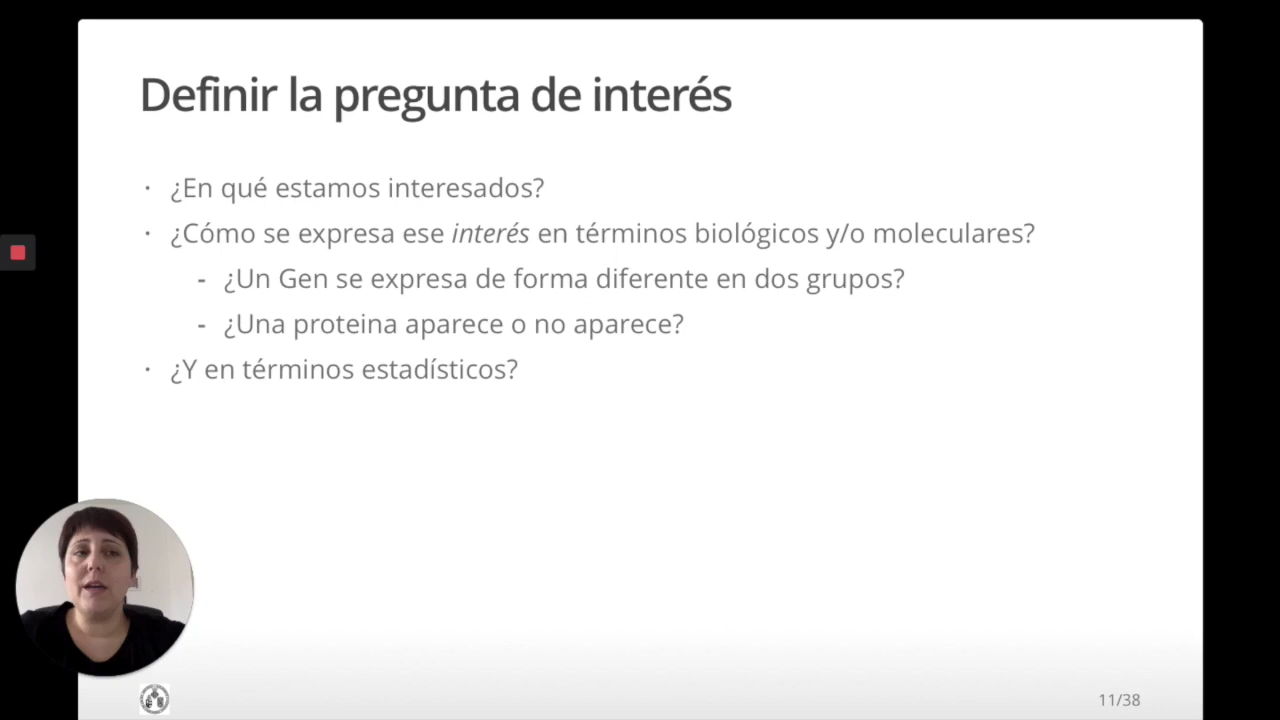 Definir la pregunta de interés
· ¿En qué estamos interesados?
· ¿Cómo se expresa ese interés en términos biológicos y/o moleculares?
- ¿Un Gen se expresa de forma diferente en dos grupos?
- ¿Una proteina aparece o no aparece?
· ¿Y en términos estadísticos?
11/38